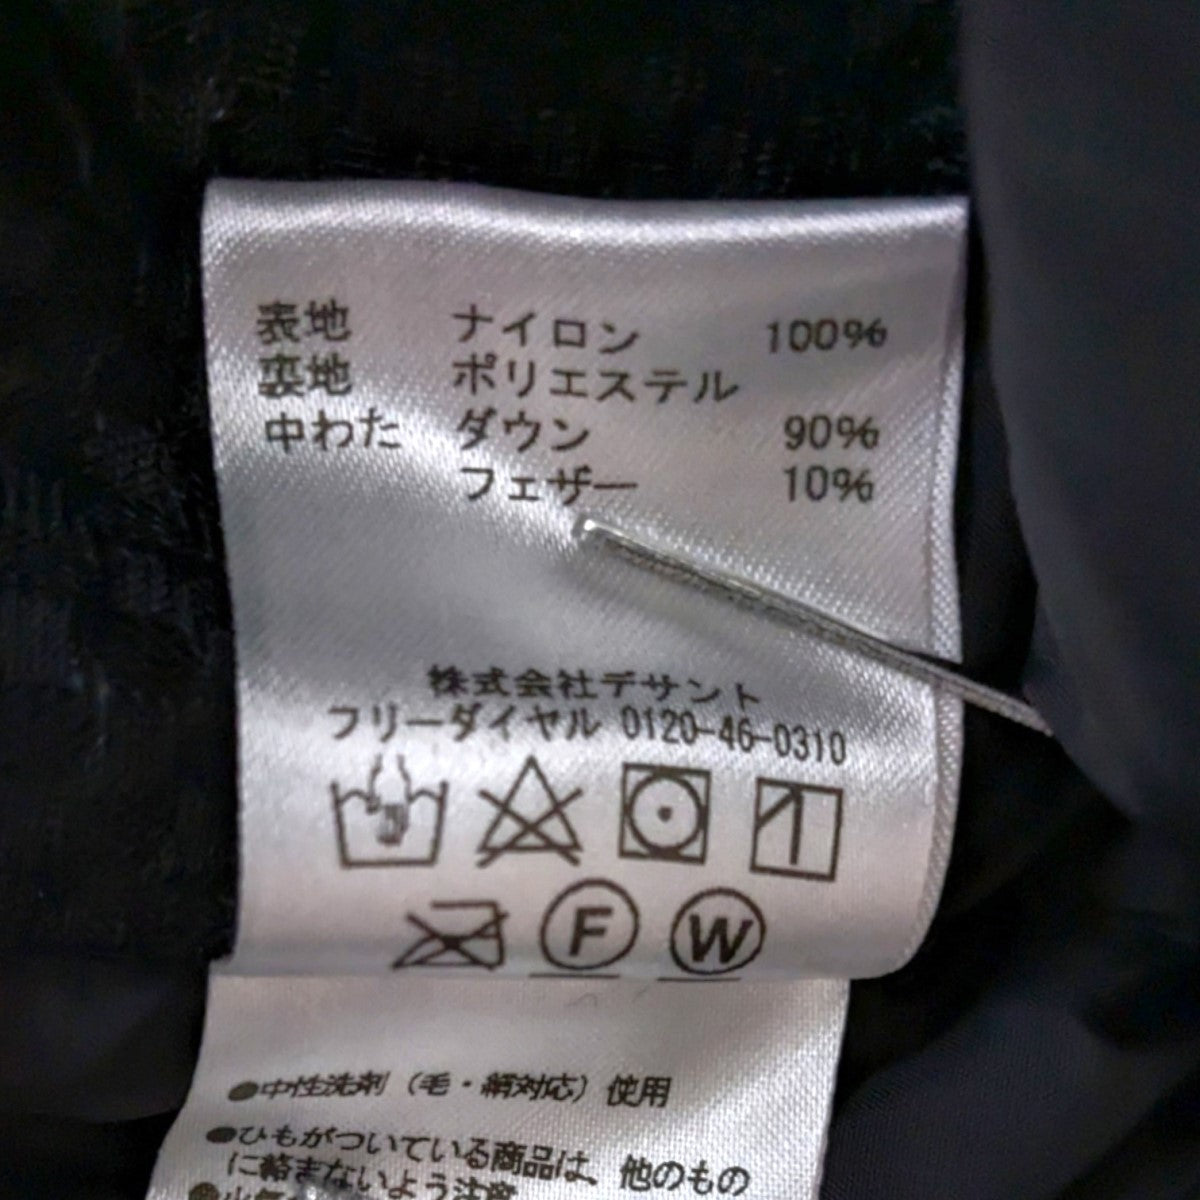 表地 ナイロン 100%
裏地 ポリエステル
中わた ダウン 90%
フェザー 10%
株式会社デサント
フリーダイヤル 0120-46-0310
F W
●中性洗剤（毛・絹対応）使用
●ひもがついている商品は、他のもの
に絡まないよう注意